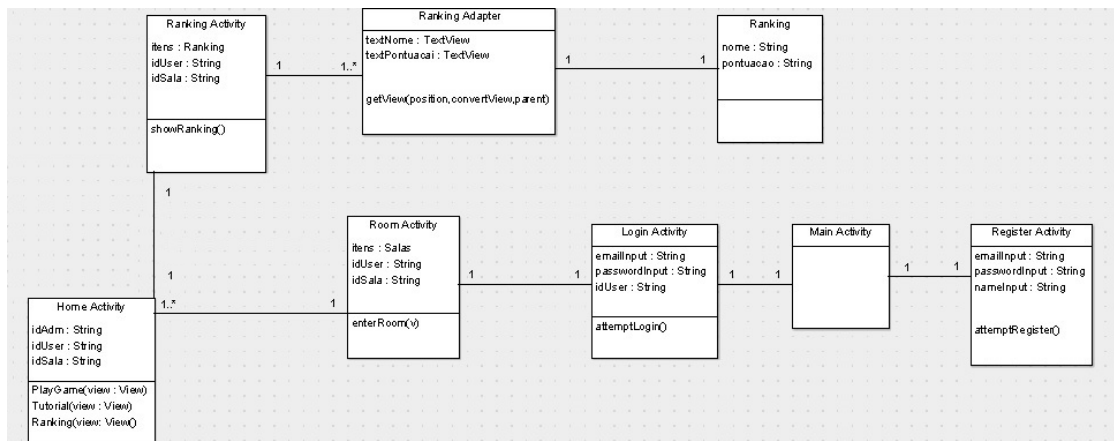 Ranking Activity
itens : Ranking
idUser : String
idSala : String
showRanking()
1
1..*
Ranking Adapter
textNome : TextView
textPontuacai : TextView
getView(position,convertView,parent)
1
1
Ranking
nome : String
pontuacao : String
1
1
Home Activity
idAdm : String
idUser : String
idSala : String
PlayGame(view : View)
Tutorial(view : View)
Ranking(view: View()
1..*
1
Room Activity
itens : Salas
idUser : String
idSala : String
enterRoom(v)
1
1
Login Activity
emailInput : String
passwordInput : String
idUser : String
attemptLogin()
1
1
Main Activity
1
1
Register Activity
emailInput : String
passwordInput : String
nameInput : String
attemptRegister()